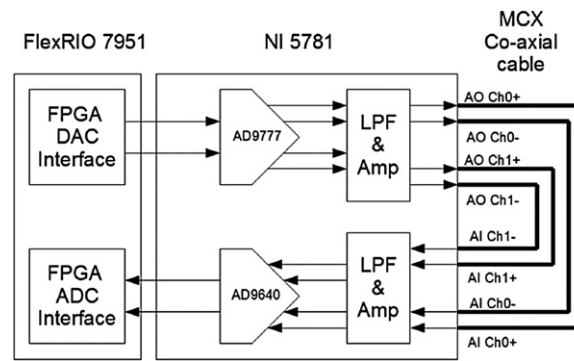 FlexRIO 7951
NI 5781
MCX
Co-axial
cable
FPGA
DAC
Interface
AD9777
LPF
&
Amp
AO Ch0+
AO Ch0-
AO Ch1+
AO Ch1-
AI Ch1-
AI Ch1+
AI Ch0-
AI Ch0+
FPGA
ADC
Interface
AD9640
LPF
&
Amp